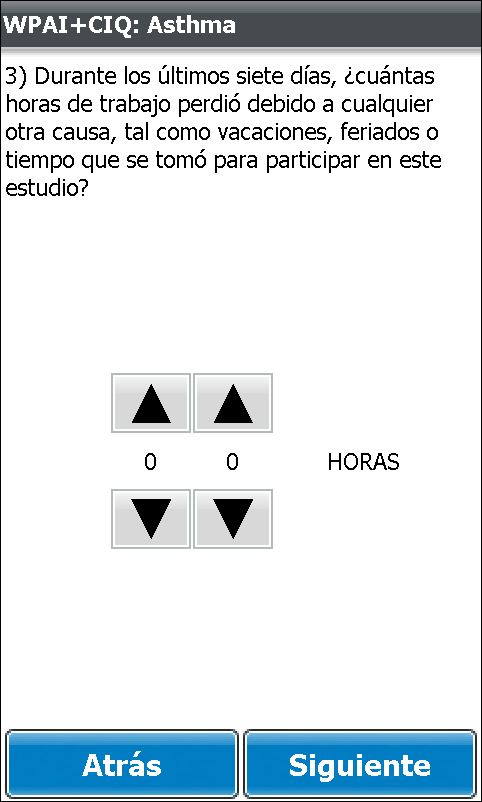 WPAI+CIQ: Asthma
3) Durante los últimos siete días, ¿cuántas
horas de trabajo perdió debido a cualquier
otra causa, tal como vacaciones, feriados o
tiempo que se tomó para participar en este
estudio?
0 0 HORAS
Atrás Siguiente